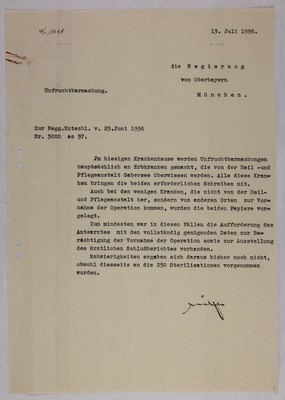 13. Juli 1936.
die Regierung
von Oberbayern
München.
Unfruchtbarmachung.
Zur Regg.Entschl. v. 23.Juni 1936
Nr. 5000 ee 57.
Im hiesigen Krankenhause werden Unfruchtbarmachungen
hauptsächlich an Erbkranken gemacht, die von der Heil-und
Pflegeanstalt Gabersee überwiesen werden. Alle diese Kran-
ken bringen die beiden erforderlichen Schreiben mit.
Auch bei den wenigen Kranken, die nicht von der Heil-
und Pflegeanstalt her, sondern von anderen Orten zur Vor-
nahme der Operation kommen, wurden die beiden Papiere vor-
gelegt.
Zum mindesten war in diesen Fällen die Aufforderung des
Amtsarztes mit den vollständig genügenden Daten zur Be-
rechtigung der Vornahme der Operation sowie zur Ausstellung
des ärztlichen Schlußberichtes vorhanden.
Schwierigkeiten ergaben sich daraus bisher noch nicht,
obwohl diesseits an die 250 Sterilisationen vorgenommen
wurden.